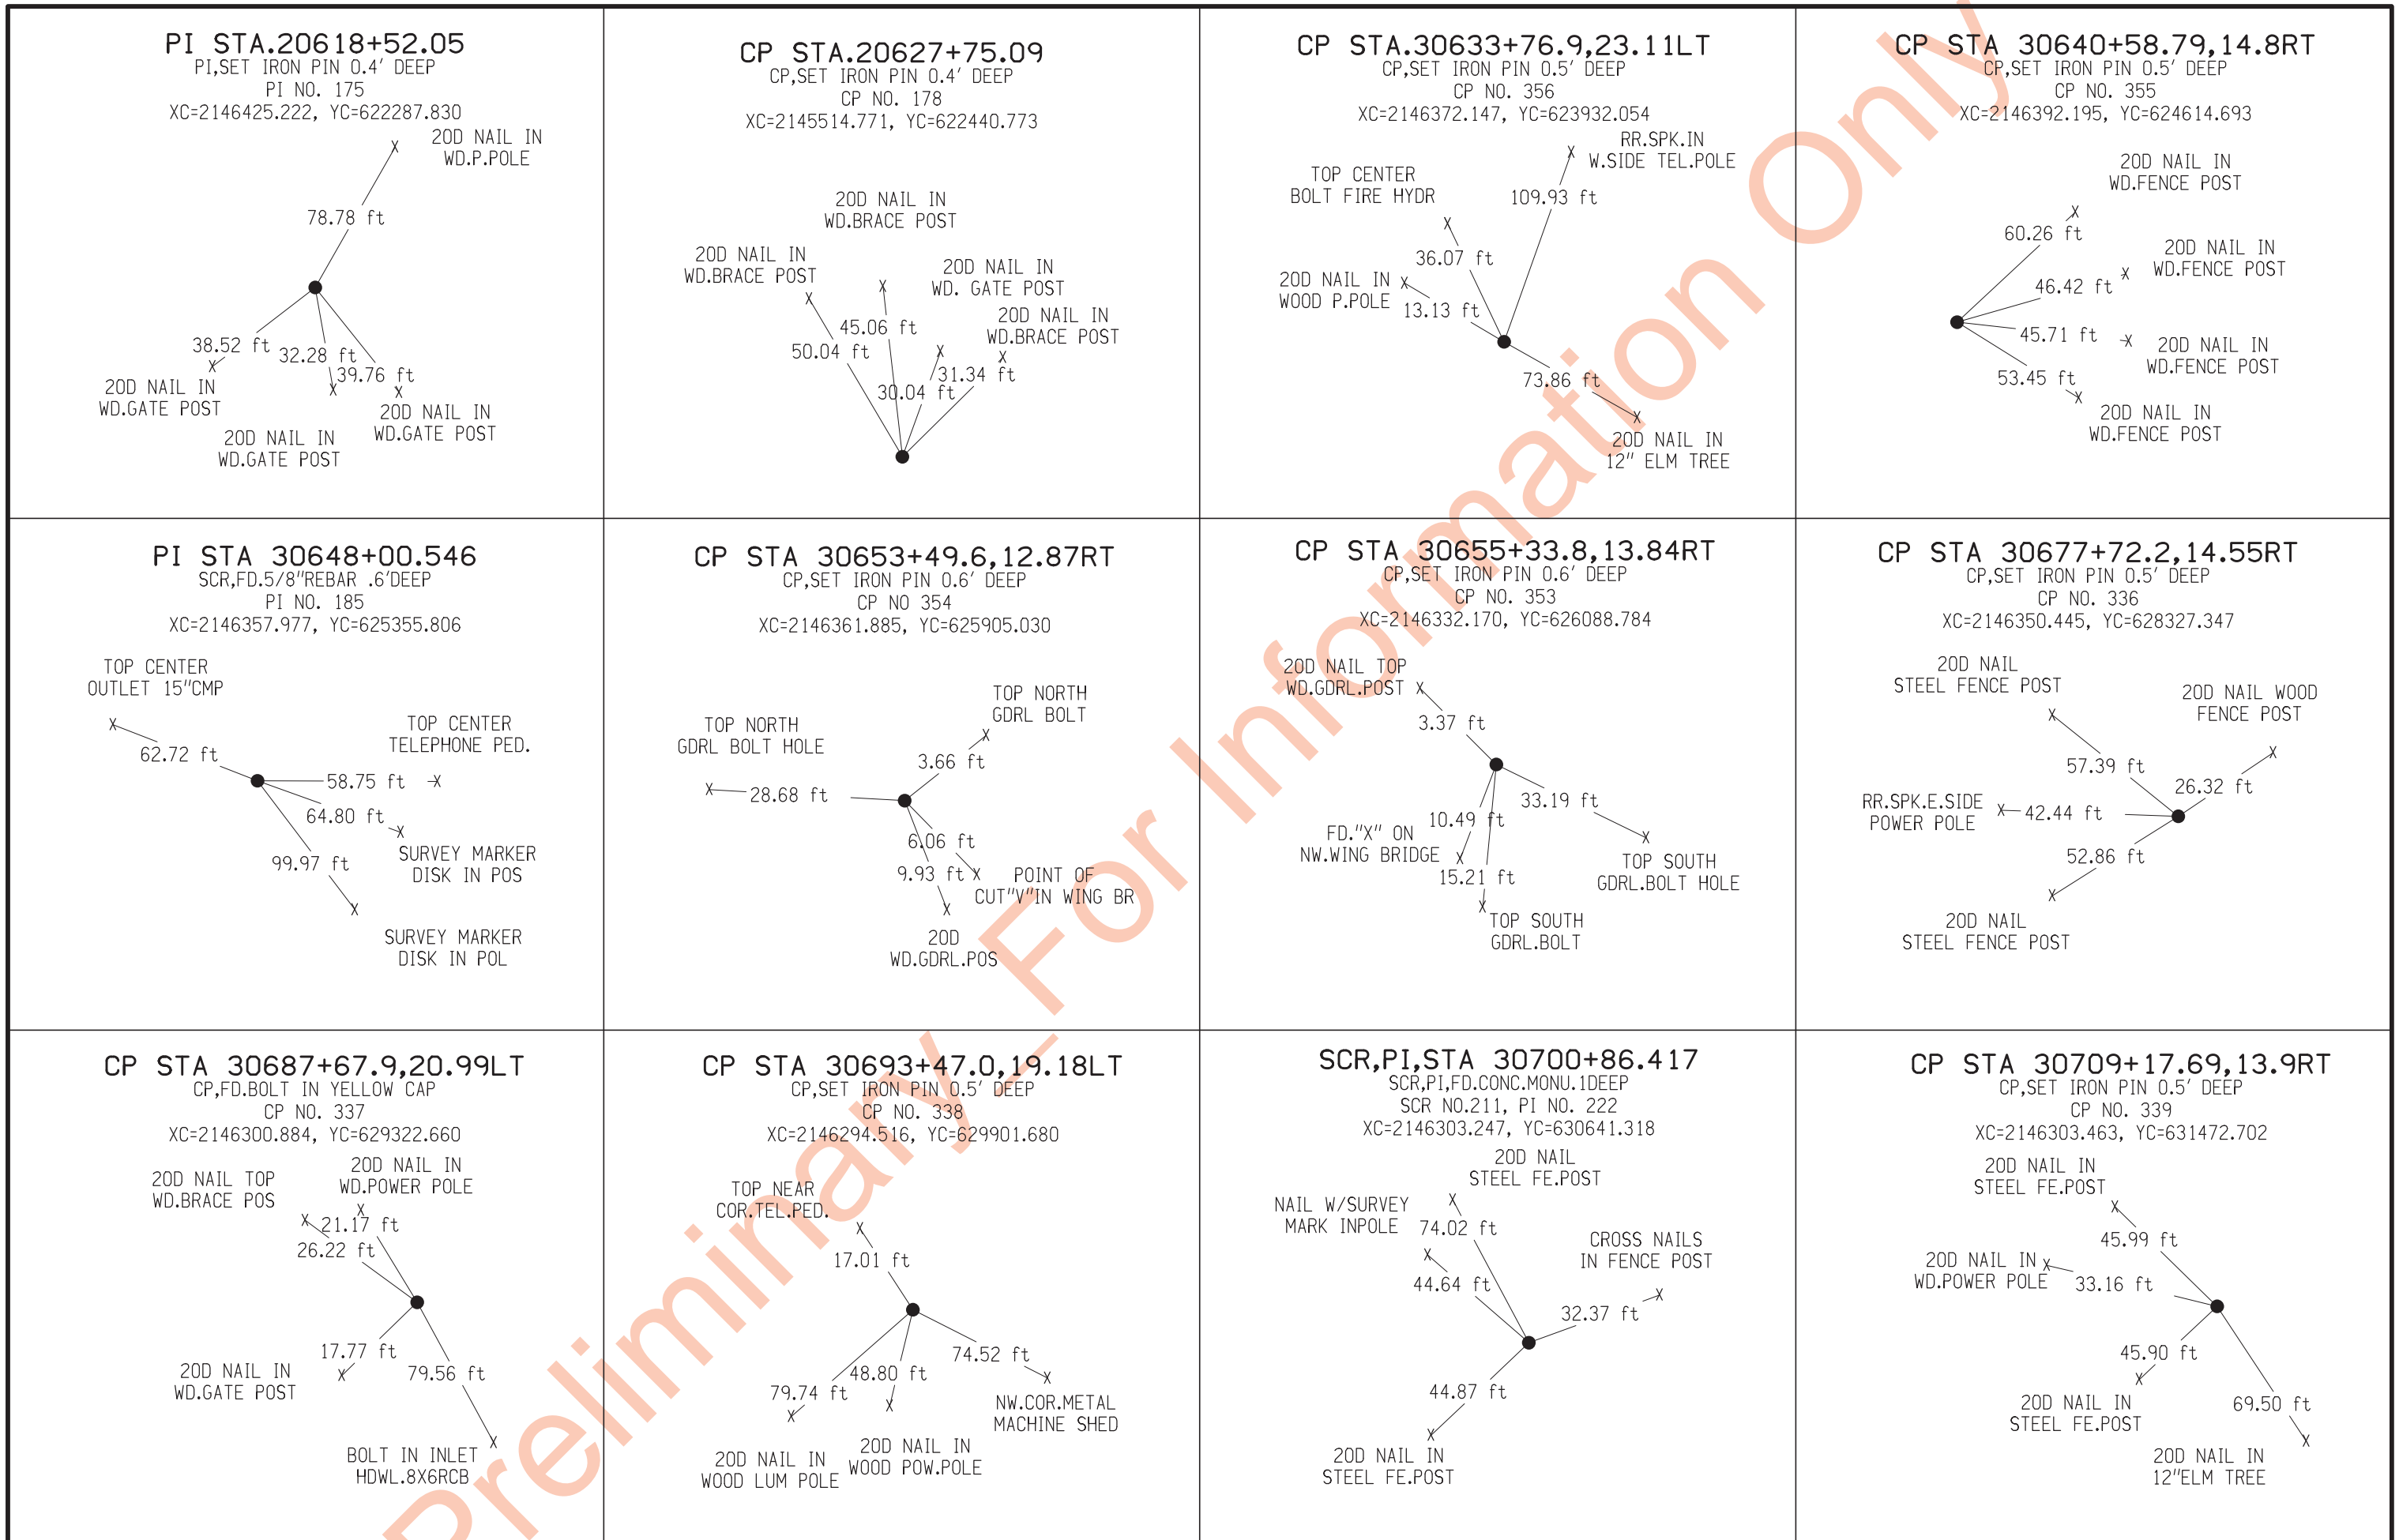 PI STA.20618+52.05
PI,SET IRON PIN 0.4' DEEP
PI NO. 175
XC=2146425.222, YC=622287.830
20D NAIL IN
WD.P.POLE
78.78 ft
38.52 ft
32.28 ft
39.76 ft
20D NAIL IN
WD.GATE POST
20D NAIL IN
WD.GATE POST
20D NAIL IN
WD.GATE POST
CP STA.20627+75.09
CP,SET IRON PIN 0.4' DEEP
CP NO. 178
XC=2145514.771, YC=622440.773
20D NAIL IN
WD.BRACE POST
20D NAIL IN
WD.BRACE POST
20D NAIL IN
WD. GATE POST
20D NAIL IN
WD.BRACE POST
45.06 ft
50.04 ft
31.34 ft
30.04 ft
CP STA.30633+76.9,23.11LT
CP,SET IRON PIN 0.5' DEEP
CP NO. 356
XC=2146372.147, YC=623932.054
RR.SPK.IN
W.SIDE TEL.POLE
TOP CENTER
BOLT FIRE HYDR
109.93 ft
36.07 ft
20D NAIL IN
WOOD P.POLE
13.13 ft
73.86 ft
20D NAIL IN
12" ELM TREE
CP STA 30640+58.79,14.8RT
CP,SET IRON PIN 0.5' DEEP
CP NO. 355
XC=2146392.195, YC=624614.693
20D NAIL IN
WD.FENCE POST
60.26 ft
20D NAIL IN
WD.FENCE POST
46.42 ft
45.71 ft
20D NAIL IN
WD.FENCE POST
53.45 ft
20D NAIL IN
WD.FENCE POST
PI STA 30648+00.546
SCR,FD.5/8"REBAR .6'DEEP
PI NO. 185
XC=2146357.977, YC=625355.806
TOP CENTER
OUTLET 15"CMP
TOP CENTER
TELEPHONE PED.
62.72 ft
58.75 ft
64.80 ft
99.97 ft
SURVEY MARKER
DISK IN POS
SURVEY MARKER
DISK IN POL
CP STA 30653+49.6,12.87RT
CP,SET IRON PIN 0.6' DEEP
CP NO 354
XC=2146361.885, YC=625905.030
TOP NORTH
GDRL BOLT
TOP NORTH
GDRL BOLT HOLE
3.66 ft
28.68 ft
6.06 ft
9.93 ft
POINT OF
CUT"V"IN WING BR
20D
WD.GDRL.POS
CP STA 30655+33.8,13.84RT
CP,SET IRON PIN 0.6' DEEP
CP NO. 353
XC=2146332.170, YC=626088.784
20D NAIL TOP
WD.GDRL.POST
3.37 ft
33.19 ft
10.49 ft
FD."X" ON
NW.WING BRIDGE
15.21 ft
TOP SOUTH
GDRL.BOLT HOLE
TOP SOUTH
GDRL.BOLT
CP STA 30677+72.2,14.55RT
CP,SET IRON PIN 0.5' DEEP
CP NO. 336
XC=2146350.445, YC=628327.347
20D NAIL
STEEL FENCE POST
20D NAIL WOOD
FENCE POST
57.39 ft
26.32 ft
RR.SPK.E.SIDE
POWER POLE
42.44 ft
52.86 ft
20D NAIL
STEEL FENCE POST
CP STA 30687+67.9,20.99LT
CP,FD.BOLT IN YELLOW CAP
CP NO. 337
XC=2146300.884, YC=629322.660
20D NAIL IN
WD.POWER POLE
20D NAIL TOP
WD.BRACE POS
21.17 ft
26.22 ft
17.77 ft
79.56 ft
20D NAIL IN
WD.GATE POST
BOLT IN INLET
HDWL.8X6RCB
CP STA 30693+47.0,19.18LT
CP,SET IRON PIN 0.5' DEEP
CP NO. 338
XC=2146294.516, YC=629901.680
TOP NEAR
COR.TEL.PED.
17.01 ft
74.52 ft
48.80 ft
79.74 ft
NW.COR.METAL
MACHINE SHED
20D NAIL IN
WOOD POW.POLE
20D NAIL IN
WOOD LUM POLE
SCR,PI,STA 30700+86.417
SCR,PI,FD.CONC.MONU.1DEEP
SCR NO.211, PI NO. 222
XC=2146303.247, YC=630641.318
20D NAIL
STEEL FE.POST
NAIL W/SURVEY
MARK INPOLE
74.02 ft
CROSS NAILS
IN FENCE POST
44.64 ft
32.37 ft
44.87 ft
20D NAIL IN
STEEL FE.POST
CP STA 30709+17.69,13.9RT
CP,SET IRON PIN 0.5' DEEP
CP NO. 339
XC=2146303.463, YC=631472.702
20D NAIL IN
STEEL FE.POST
45.99 ft
20D NAIL IN
WD.POWER POLE
33.16 ft
45.90 ft
20D NAIL IN
STEEL FE.POST
69.50 ft
20D NAIL IN
12"ELM TREE
Preliminary_For Information Only